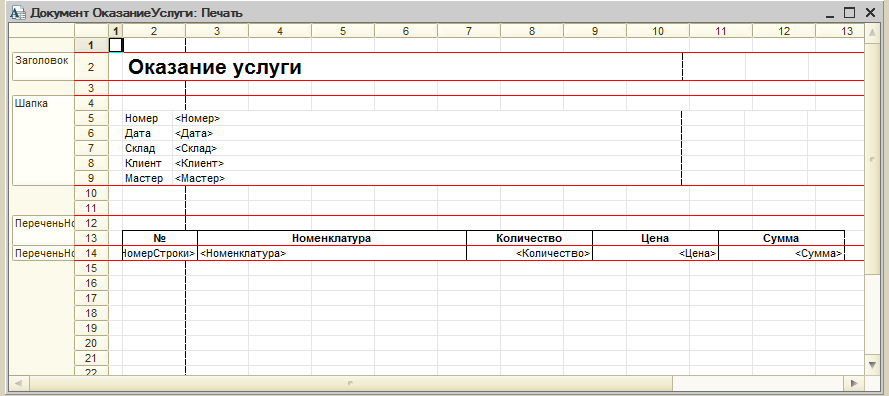 Документ ОказаниеУслуги: Печать
1 2 3 4 5 6 7 8 9 10 11 12 13
1
Заголовок 2 Оказание услуги
3
Шапка 4
5 Номер <Номер>
6 Дата <Дата>
7 Склад <Склад>
8 Клиент <Клиент>
9 Мастер <Мастер>
10
11
ПереченьНо 12
13 № Номенклатура Количество Цена Сумма
ПереченьНо 14 НомерСтроки> <Номенклатура> <Количество> <Цена> <Сумма>
15
16
17
18
19
20
21
22